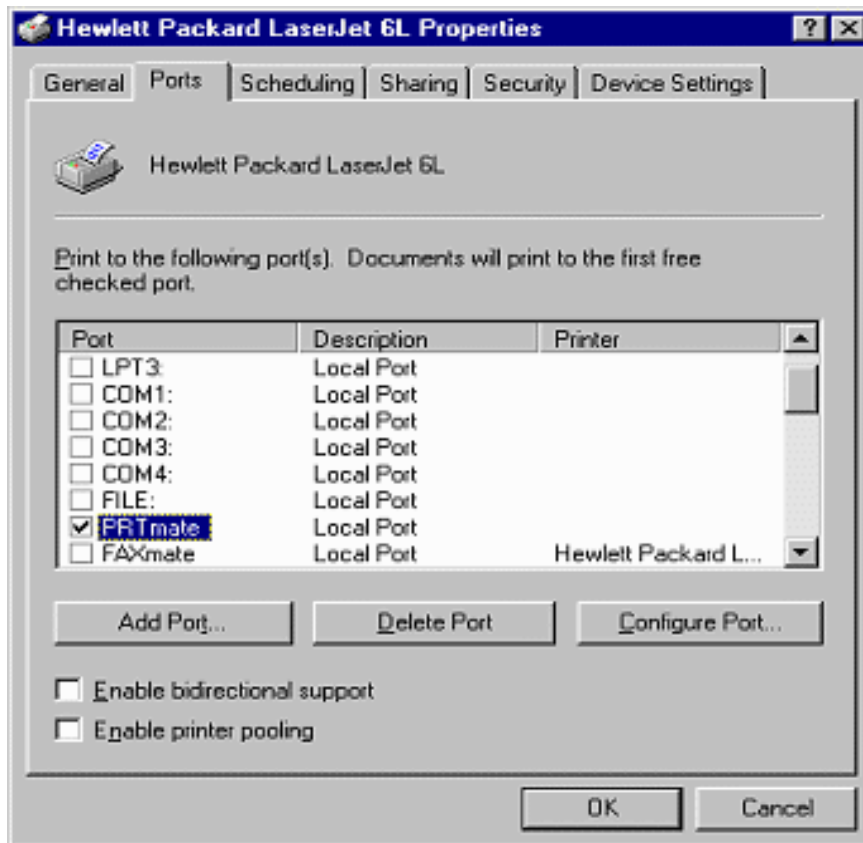 Hewlett Packard LaserJet 6L Properties
General Ports Scheduling Sharing Security Device Settings
Hewlett Packard LaserJet 6L
Print to the following port(s). Documents will print to the first free
checked port.
Port Description Printer
LPT3: Local Port
COM1: Local Port
COM2: Local Port
COM3: Local Port
COM4: Local Port
FILE: Local Port
PRTmate Local Port
FAXmate Local Port Hewlett Packard L...
Add Port... Delete Port Configure Port...
Enable bidirectional support
Enable printer pooling
OK Cancel